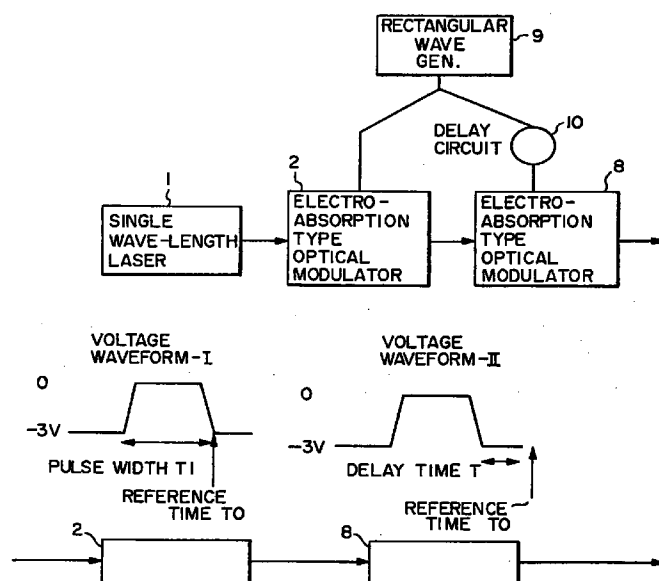 RECTANGULAR
WAVE
GEN.
9
DELAY
CIRCUIT
10
1
2
8
SINGLE
WAVE-LENGTH
LASER
ELECTRO-
ABSORPTION
TYPE
OPTICAL
MODULATOR
ELECTRO-
ABSORPTION
TYPE
OPTICAL
MODULATOR
VOLTAGE
WAVEFORM-I
0
-3V
PULSE WIDTH T1
REFERENCE
TIME TO
VOLTAGE
WAVEFORM-II
0
-3V
DELAY TIME T
REFERENCE
TIME TO
2
8